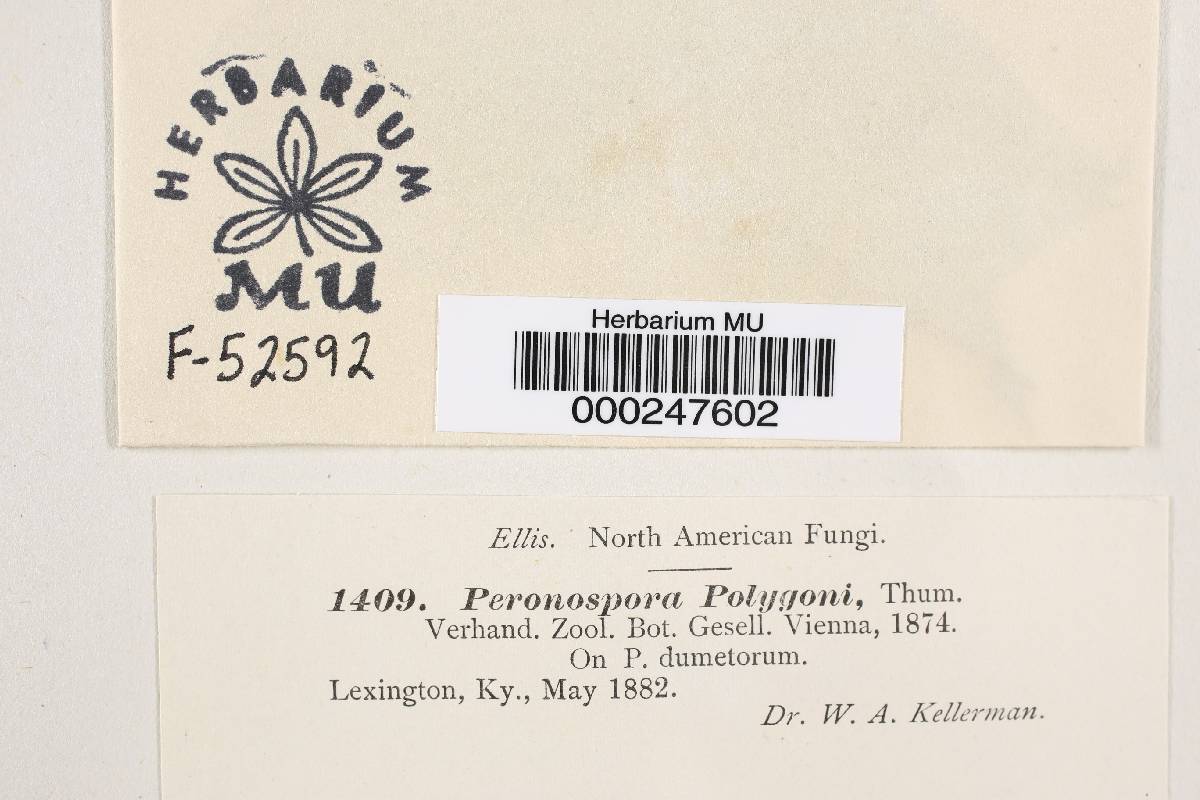 HERBARIUM
MU
F-52592
Herbarium MU
000247602
Ellis. North American Fungi.
1409. Peronospora Polygoni, Thum.
Verhand. Zool. Bot. Gesell. Vienna, 1874.
On P. dumetorum.
Lexington, Ky., May 1882.
Dr. W. A. Kellerman.